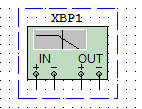 XBP1
IN OUT
+ - + -